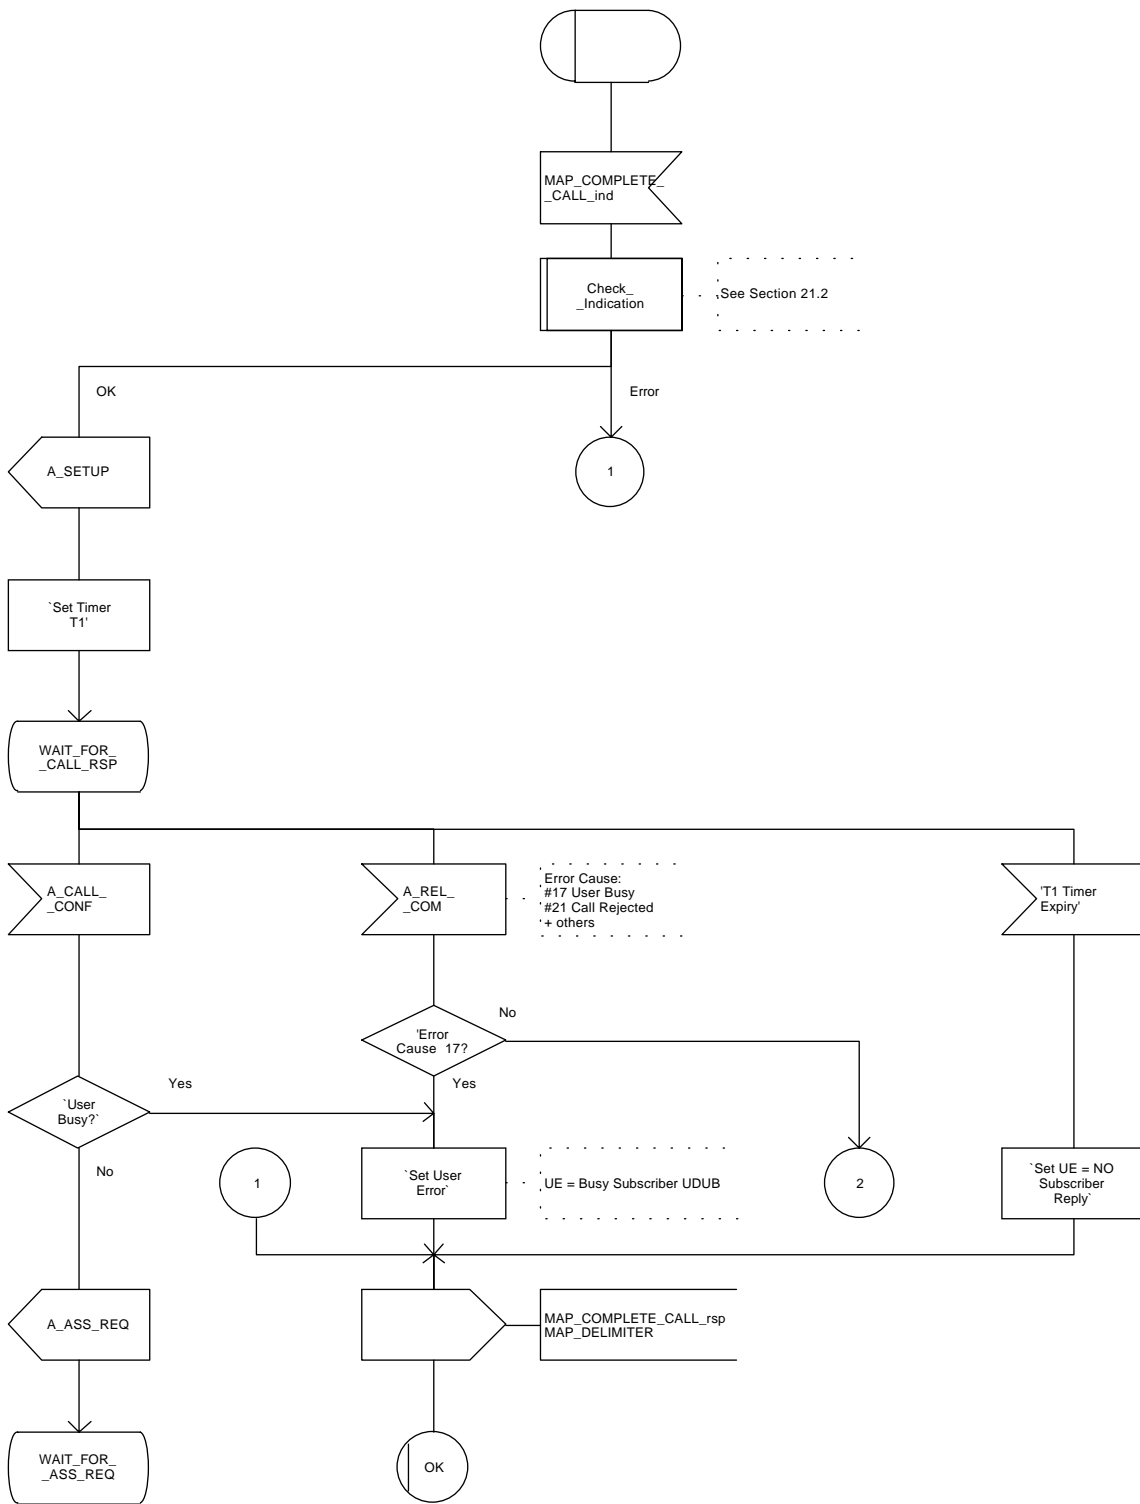 MAP_COMPLETE_
_CALL_ind
Check_
_Indication
See Section 21.2
OK
Error
A_SETUP
1
`Set Timer
T1'
WAIT_FOR_
_CALL_RSP
A_CALL_
_CONF
A_REL_
_COM
Error Cause:
#17 User Busy
#21 Call Rejected
+ others
'T1 Timer
Expiry'
No
'Error
Cause 17?
Yes
Yes
`User
Busy?`
No
1
`Set User
Error`
UE = Busy Subscriber UDUB
2
`Set UE = NO
Subscriber
Reply`
A_ASS_REQ
MAP_COMPLETE_CALL_rsp
MAP_DELIMITER
WAIT_FOR_
_ASS_REQ
OK